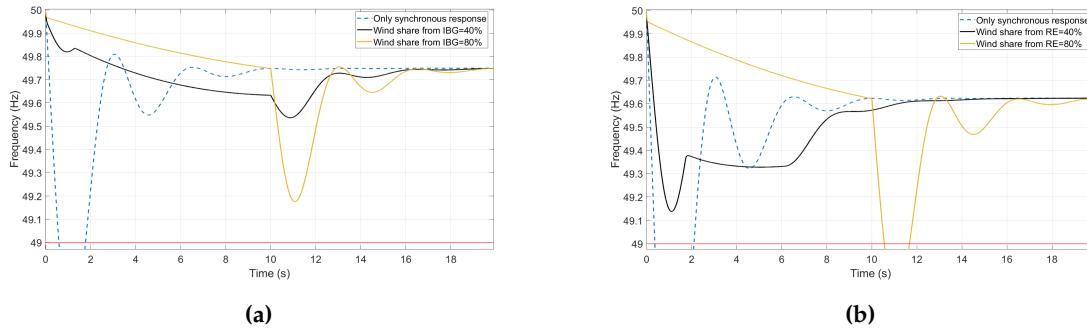 50
49.9
49.8
49.7
49.6
49.5
49.4
49.3
49.2
49.1
49
Frequency (Hz)
0 2 4 6 8 10 12 14 16 18
Time (s)
Only synchronous response
Wind share from IBG=40%
Wind share from IBG=80%
(a)
50
49.9
49.8
49.7
49.6
49.5
49.4
49.3
49.2
49.1
49
Frequency (Hz)
0 2 4 6 8 10 12 14 16 18
Time (s)
Only synchronous response
Wind share from RE=40%
Wind share from RE=80%
(b)